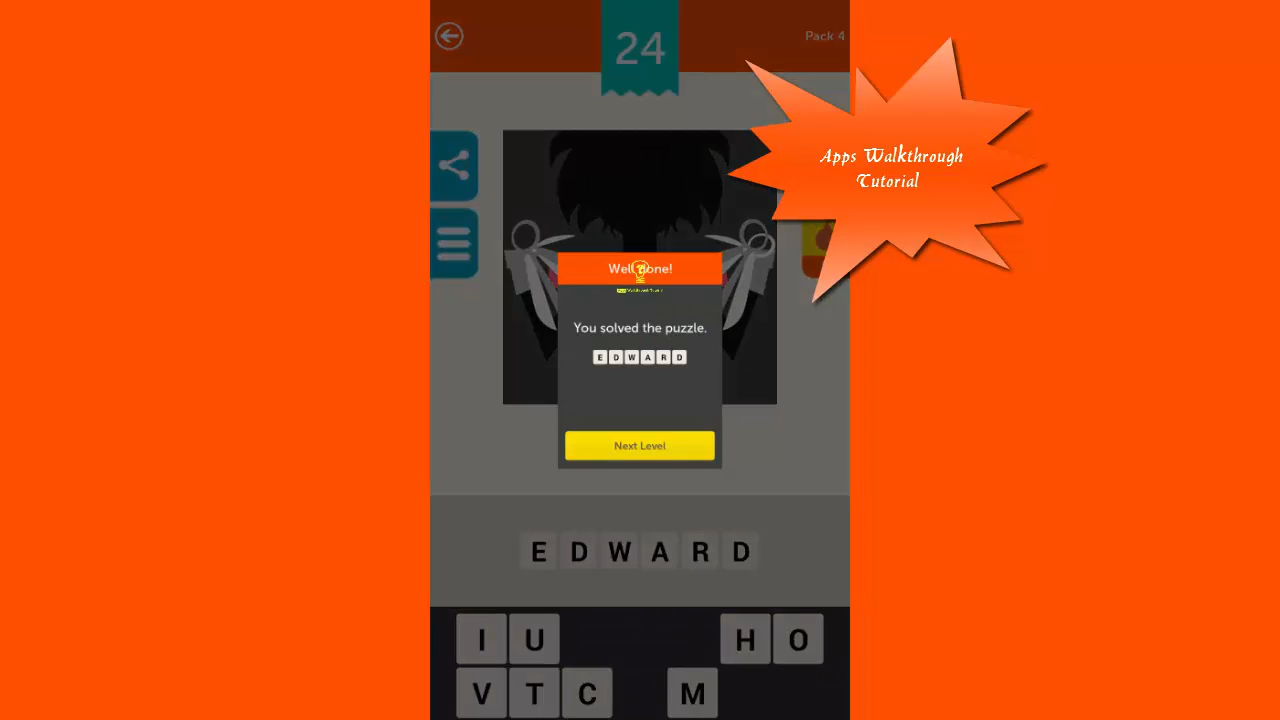 24
Pack 4
Apps Walkthrough
Tutorial
Well Done!
You solved the puzzle.
E D W A R D
Next Level
E D W A R D
I U H O
V T C M